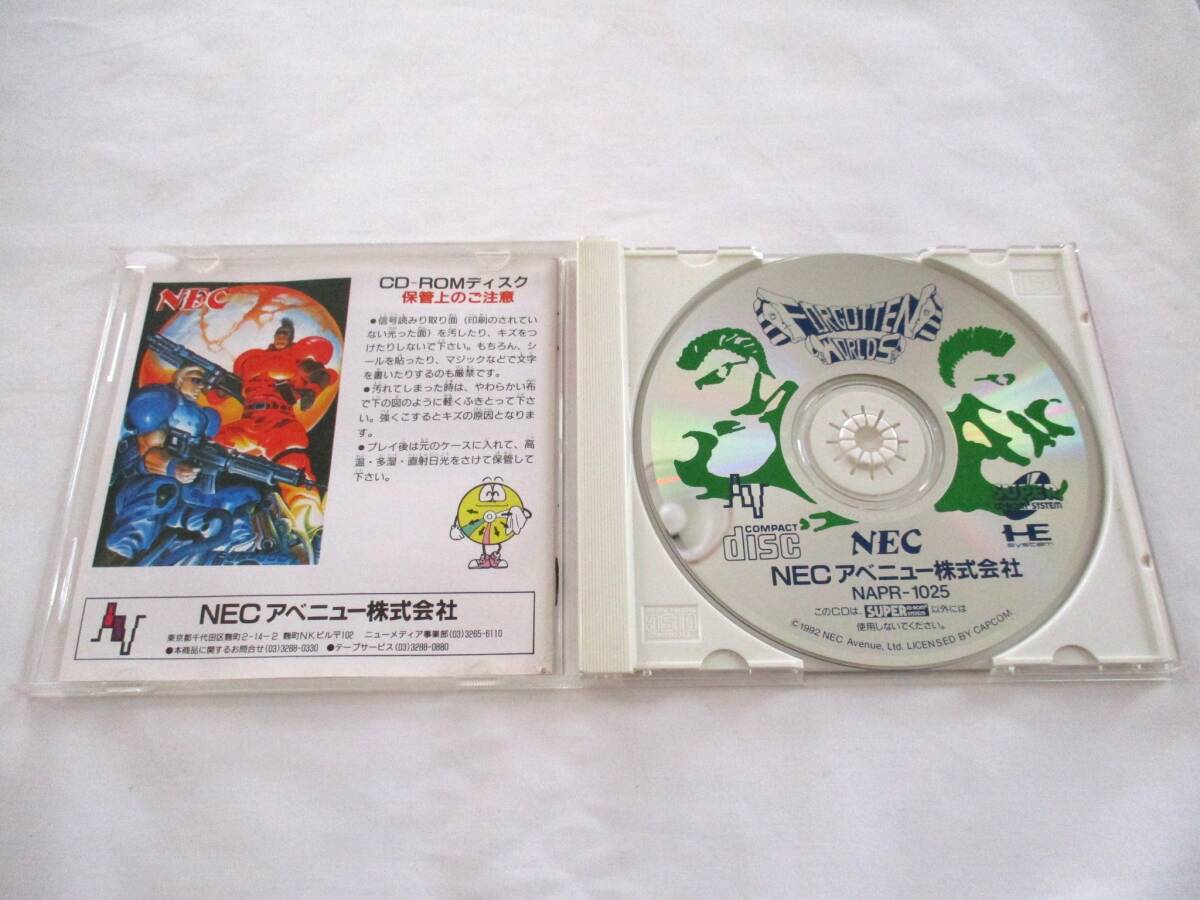 NEC
CD-ROMディスク
保管上のご注意
●信号読み取り面(印刷のされてい
ない光った面)を汚したり、キズをつ
けたりしないで下さい。もちろん、シ
ールを貼ったり、マジックなどで文字
を書いたりするのも厳禁です。
●汚れてしまった時は、やわらかい布
で下の図のように軽くふきとって下さ
い。強くこするとキズの原因となりま
す。
●プレイ後は元のケースに入れて、高
温・多湿・直射日光をさけて保管して
下さい。
NECアベニュー株式会社
東京都千代田区麹町2-14-2 麹町NKビル〒102 ニューメディア事業部(03)3265-6110
●本商品に関するお問合せ(03)3288-0330 ●テープサービス(03)3288-0880
FORGOTTEN
WORLDS
SUPER
CD-ROM² SYSTEM
HE
system
COMPACT
disc
NEC
NECアベニュー株式会社
NAPR-1025
このCDは、SUPER CD-ROM² SYSTEM 以外には
使用しないでください。
©1992 NEC Avenue, Ltd. LICENSED BY CAPCOM.